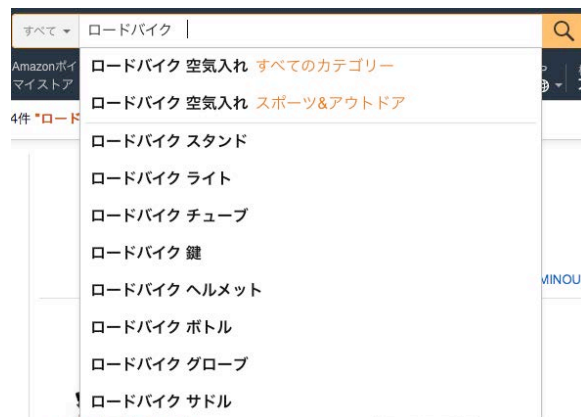 すべて ロードバイク
Amazonポイ
マイストア
ロードバイク 空気入れ すべてのカテゴリー
ロードバイク 空気入れ スポーツ&アウトドア
4件 "ロード
ロードバイク スタンド
ロードバイク ライト
ロードバイク チューブ
ロードバイク 鍵
MINOU
ロードバイク ヘルメット
ロードバイク ボトル
ロードバイク グローブ
ロードバイク サドル